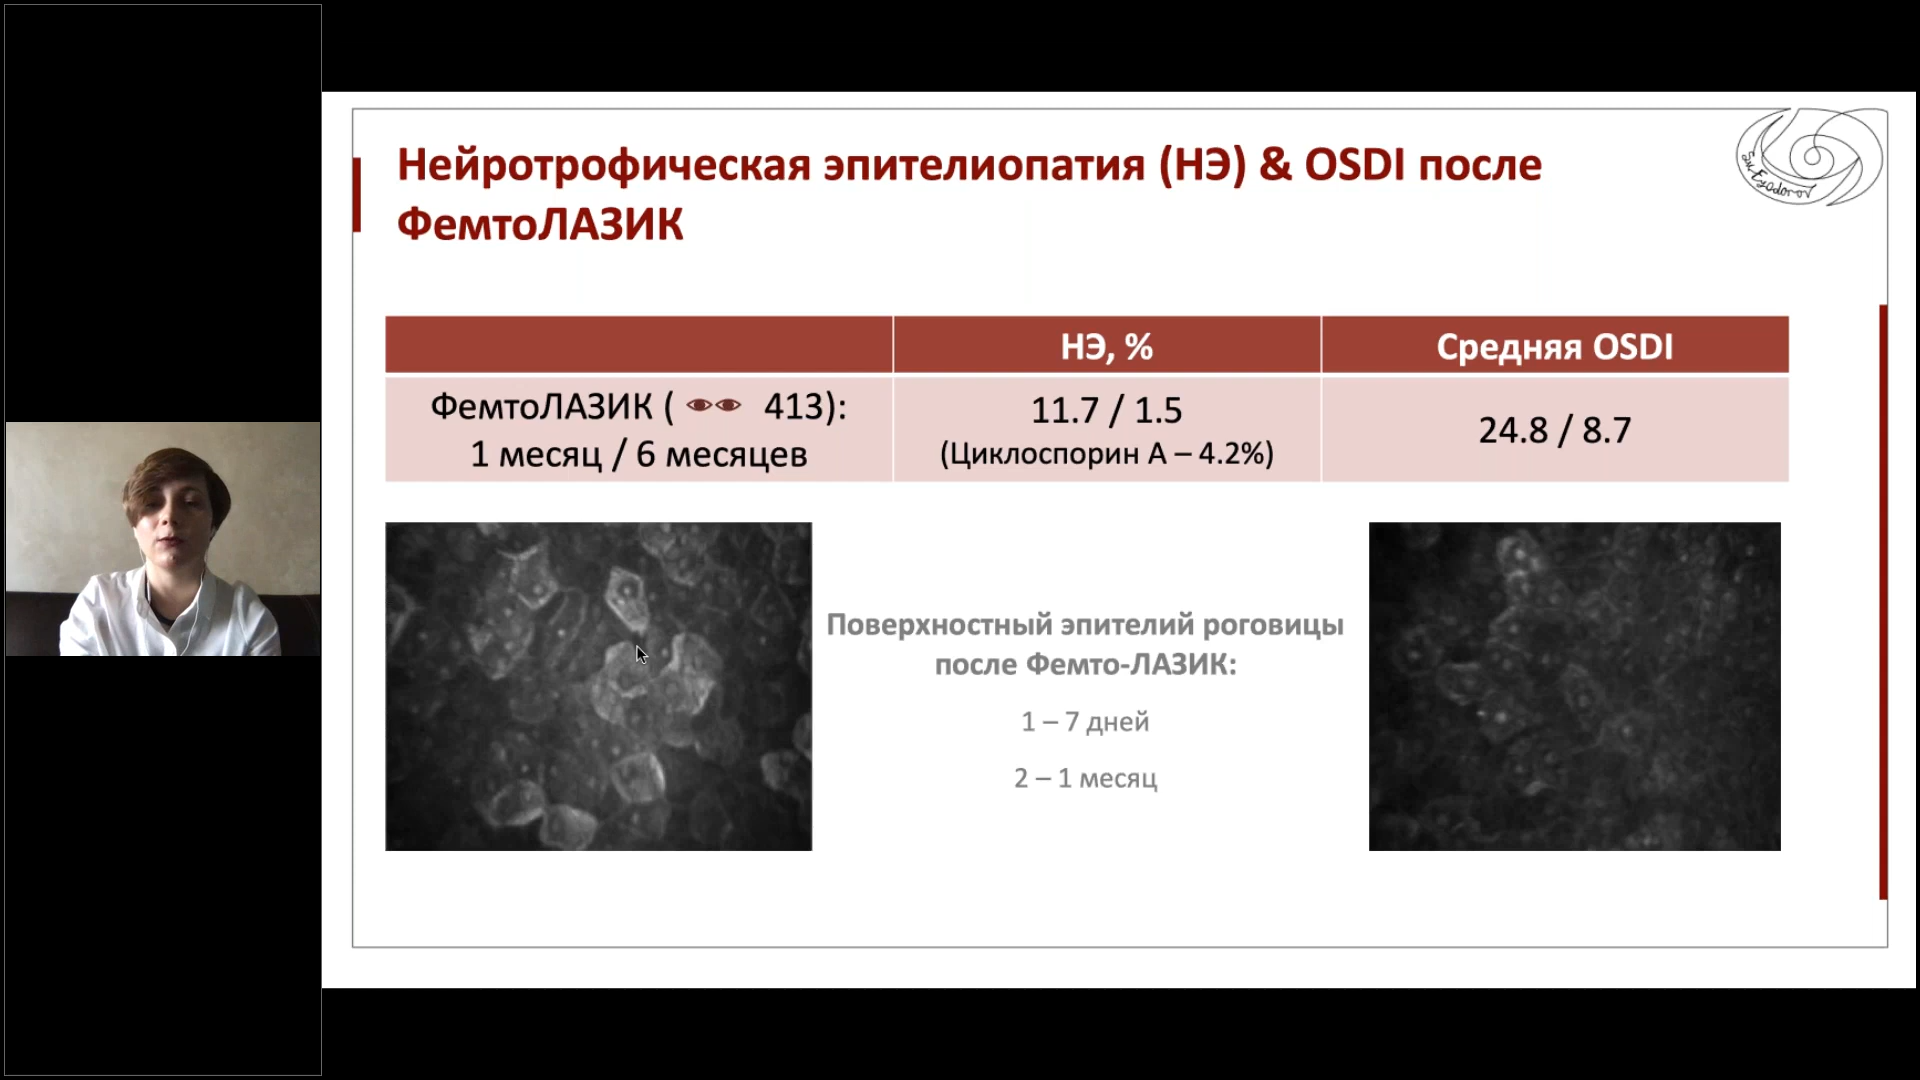 Нейротрофическая эпителиопатия (НЭ) & OSDI после
ФемтоЛАЗИК
НЭ, %
Средняя OSDI
ФемтоЛАЗИК ( 413):
1 месяц / 6 месяцев
11.7 / 1.5
(Циклоспорин А – 4.2%)
24.8 / 8.7
Поверхностный эпителий роговицы
после Фемто-ЛАЗИК:
1 – 7 дней
2 – 1 месяц